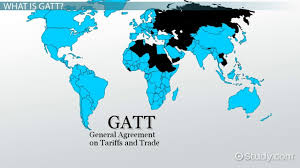 WHAT IS GATT?
GATT
General Agreement
on Tariffs and Trade
Study.com